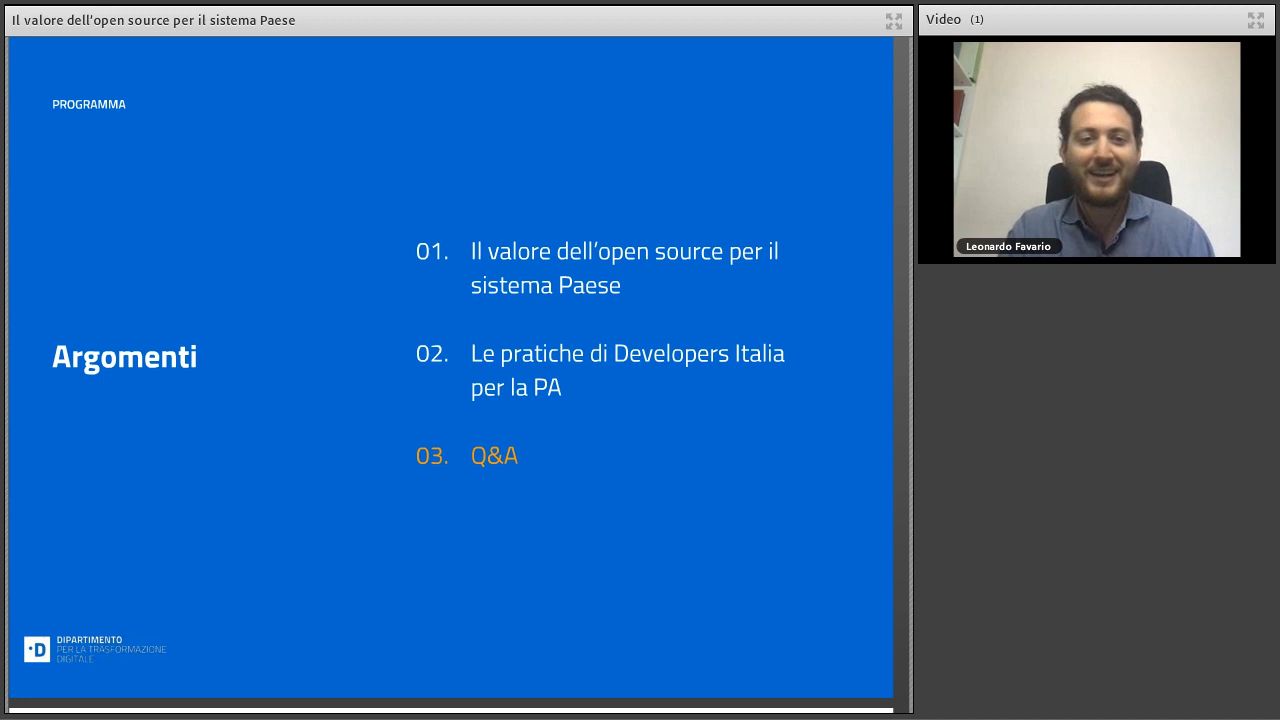 Il valore dell’open source per il sistema Paese
PROGRAMMA
Argomenti
01. Il valore dell’open source per il
sistema Paese
02. Le pratiche di Developers Italia
per la PA
03. Q&A
·D
DIPARTIMENTO
PER LA TRASFORMAZIONE
DIGITALE
Video (1)
Leonardo Favario